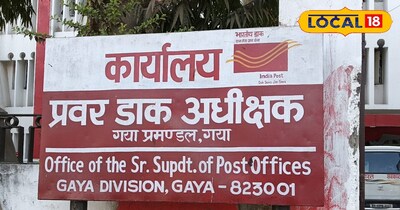 LOCAL 18
कार्यालय
भारतीय डाक
India Post
प्रवर डाक अधीक्षक
गया प्रमण्डल, गया
Office of the Sr. Supdt. of Post Offices
GAYA DIVISION, GAYA - 823001